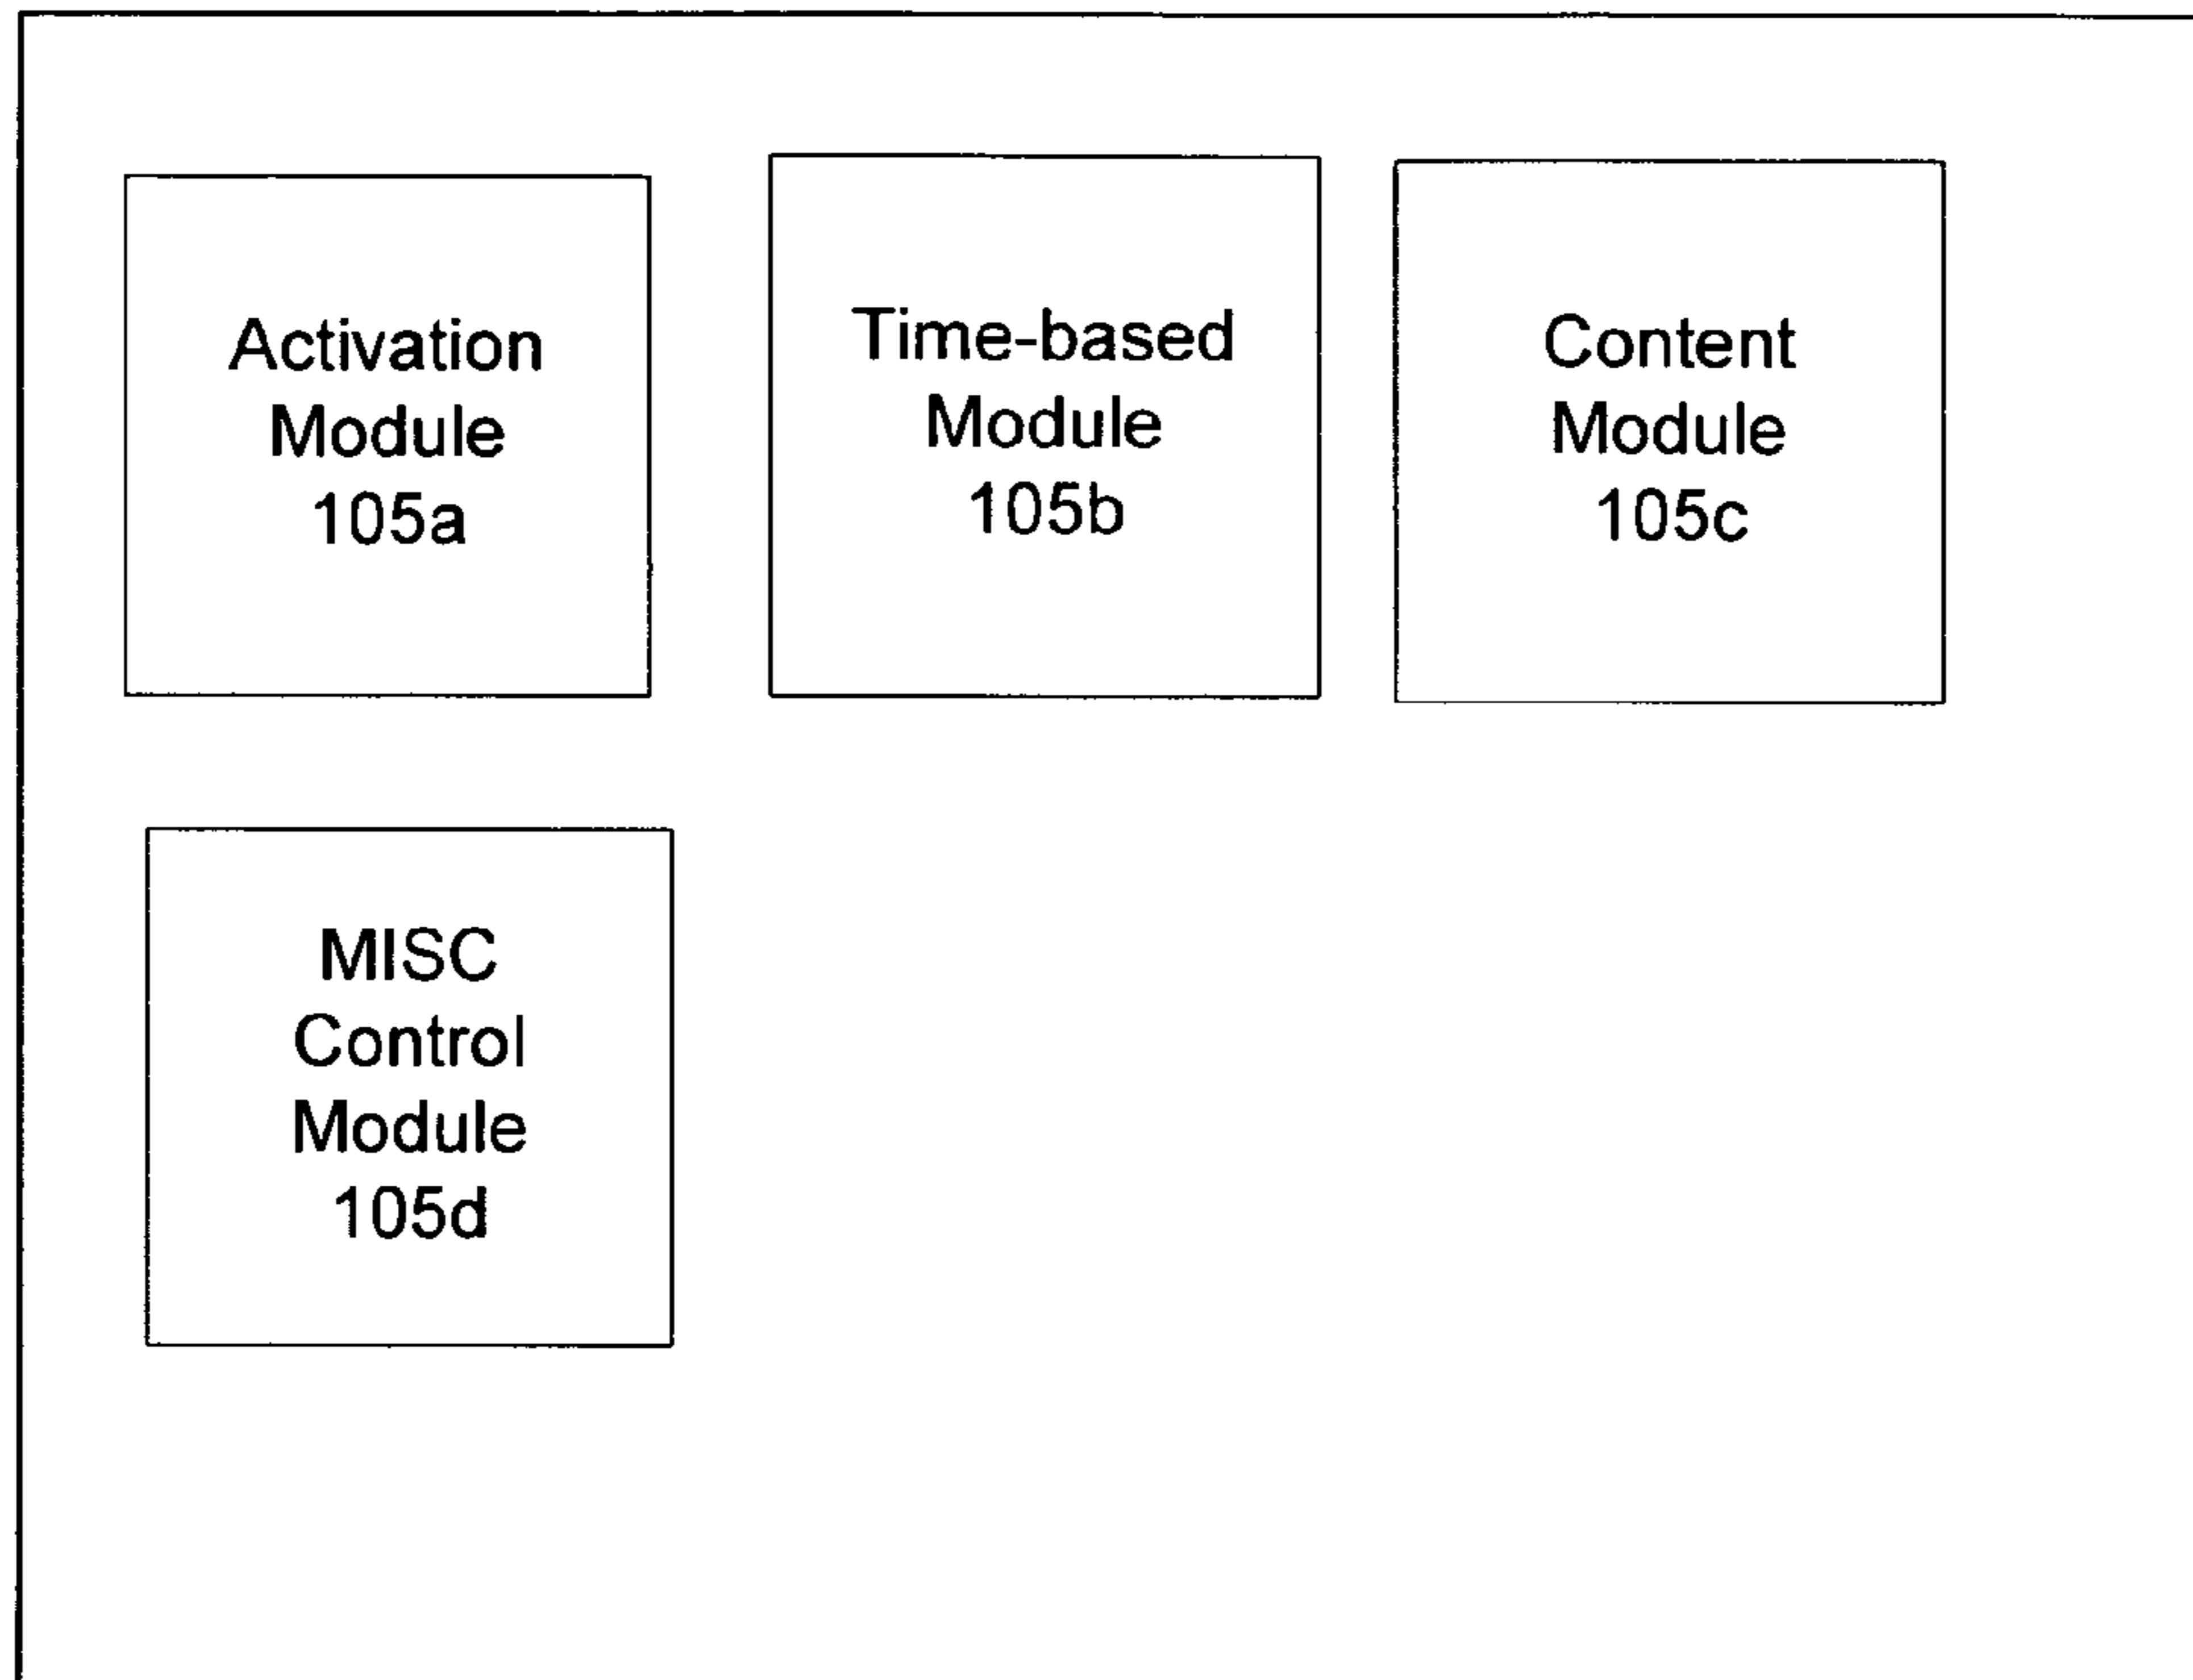 Activation
Module
105a
Time-based
Module
105b
Content
Module
105c
MISC
Control
Module
105d